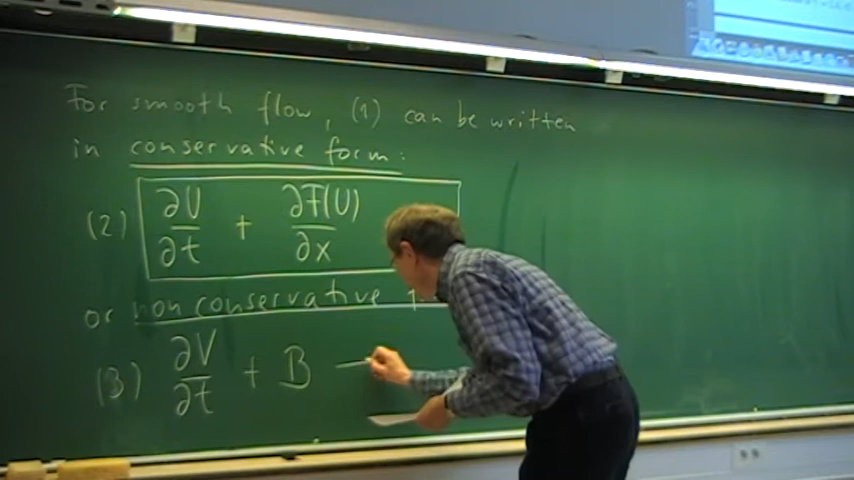 For smooth flow, (1) can be written
in conservative form:
(2) ∂U/∂t + ∂F(U)/∂x
or non conservative
(3) ∂V/∂t + B